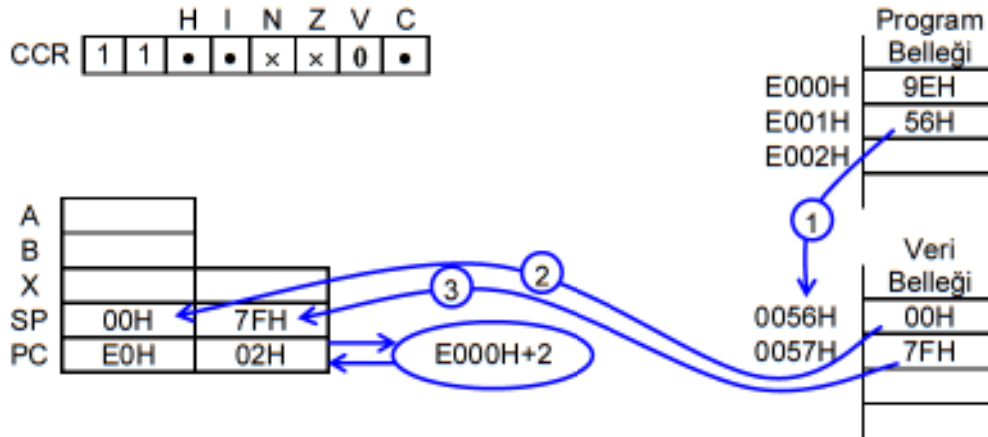 H I N Z V C
CCR 1 1 • • × × 0 •
Program
Belleği
E000H 9EH
E001H 56H
E002H
1
A
B
X
SP 00H 7FH
PC E0H 02H
2
3
E000H+2
Veri
Belleği
0056H 00H
0057H 7FH